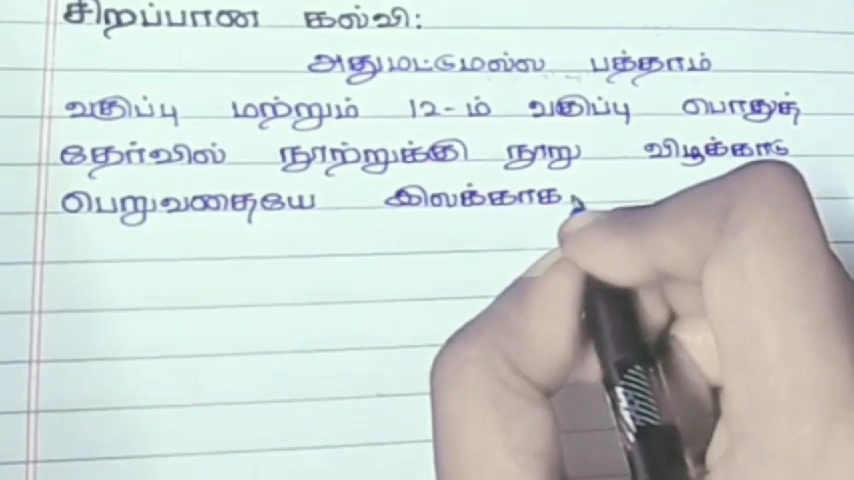 சிறப்பான கல்வி:
அதுமட்டுமல்ல பத்தாம்
வகுப்பு மற்றும் 12-ம் வகுப்பு பொதுத்
தேர்வில் நூற்றுக்கு நூறு விழுக்காடு
பெறுவதையே இலக்காக